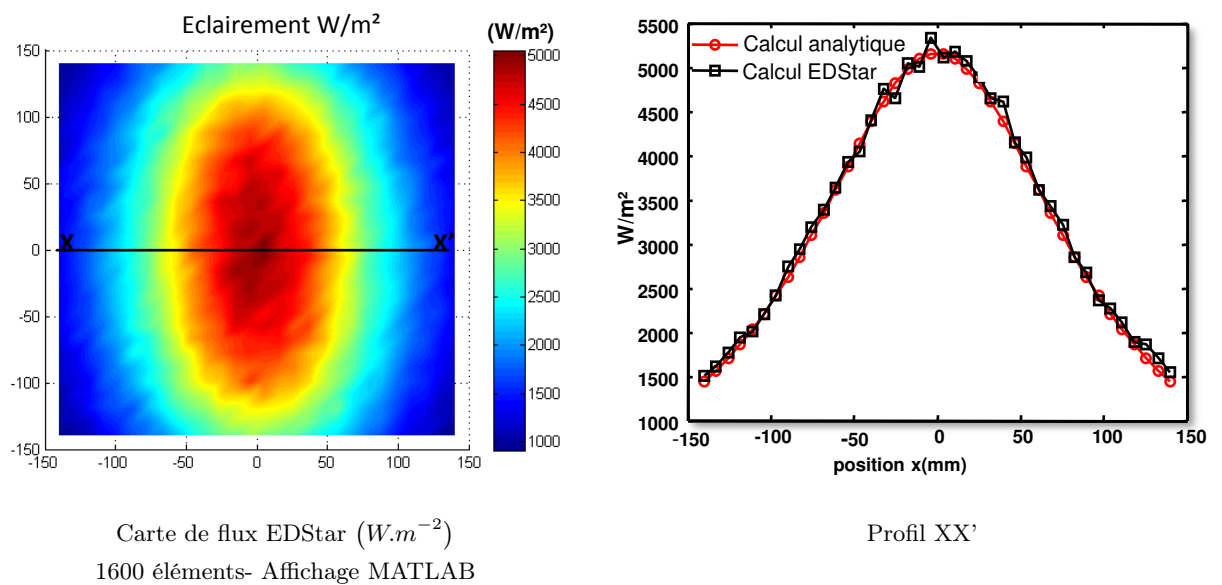 Eclairement W/m²
(W/m²)
150
100
50
0
-50
-100
-150
-150 -100 -50 0 50 100 150
X X'
5000
4500
4000
3500
3000
2500
2000
1500
1000
Carte de flux EDStar (W.m⁻²)
1600 éléments- Affichage MATLAB
Calcul analytique
Calcul EDStar
W/m²
5500
5000
4500
4000
3500
3000
2500
2000
1500
1000
-150 -100 -50 0 50 100 150
position x(mm)
Profil XX'